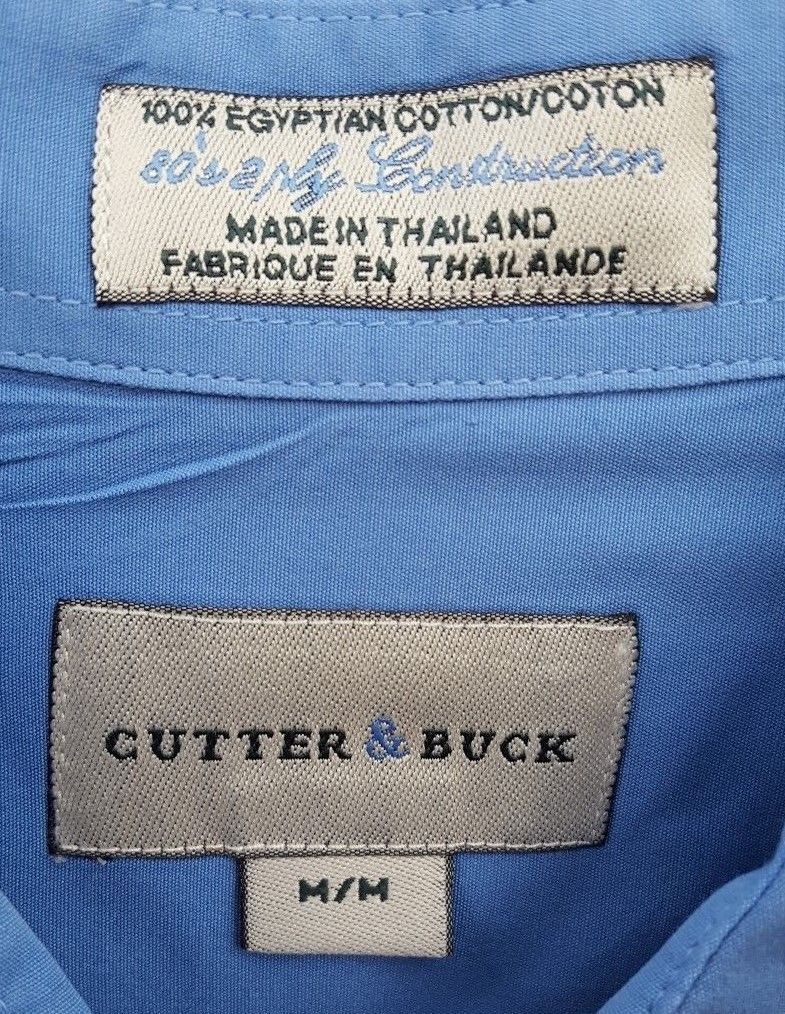 100% EGYPTIAN COTTON/COTON
80's 2 ply Construction
MADE IN THAILAND
FABRIQUE EN THAILANDE
CUTTER & BUCK
M/M